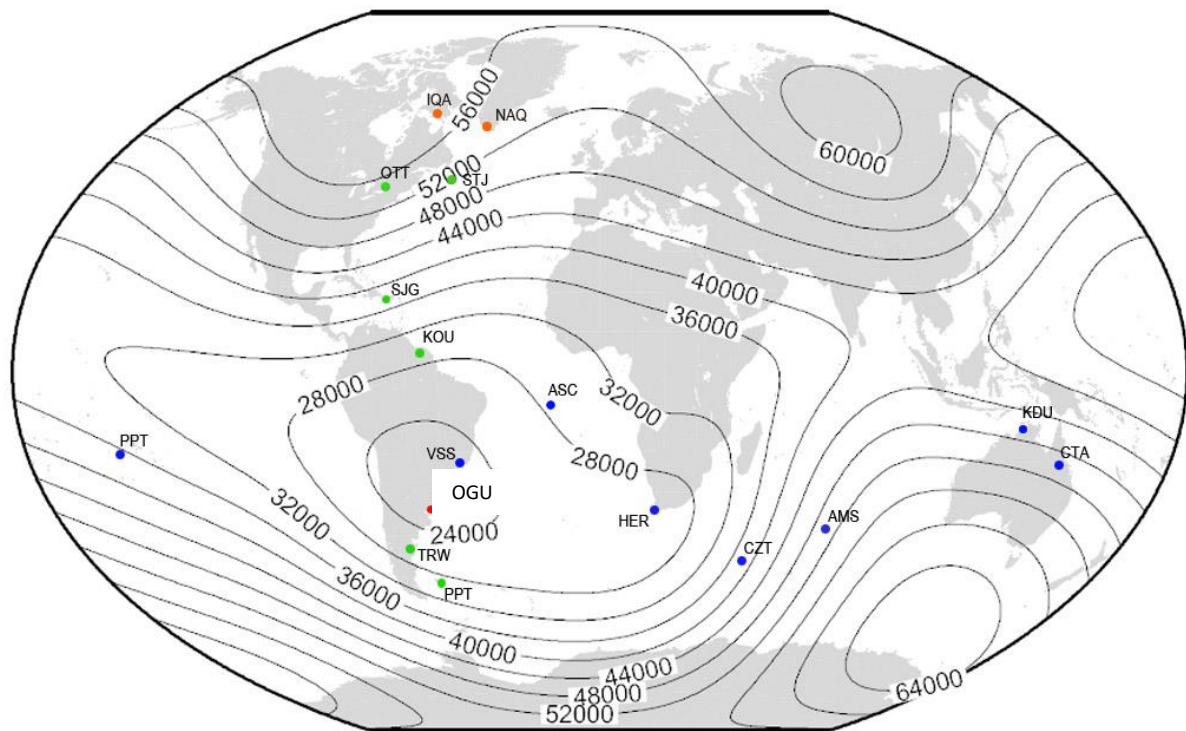 56000
IQA
NAQ
60000
OTT
52000
STJ
48000
44000
40000
SJG
36000
KOU
28000
32000
ASC
KDU
PPT
VSS
28000
CTA
OGU
32000
HER
AMS
24000
CZT
TRW
36000
PPT
40000
44000
64000
48000
52000